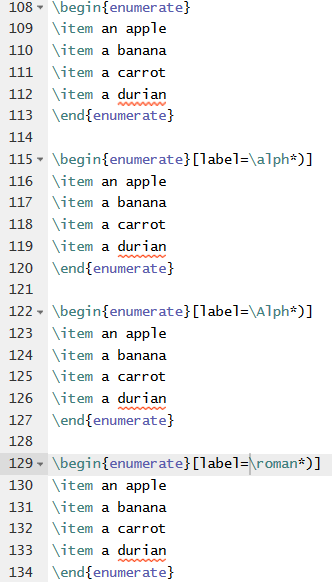 108 \begin{enumerate}
109 \item an apple
110 \item a banana
111 \item a carrot
112 \item a durian
113 \end{enumerate}
114
115 \begin{enumerate}[label=\alph*)]
116 \item an apple
117 \item a banana
118 \item a carrot
119 \item a durian
120 \end{enumerate}
121
122 \begin{enumerate}[label=\Alph*)]
123 \item an apple
124 \item a banana
125 \item a carrot
126 \item a durian
127 \end{enumerate}
128
129 \begin{enumerate}[label=\roman*)]
130 \item an apple
131 \item a banana
132 \item a carrot
133 \item a durian
134 \end{enumerate}